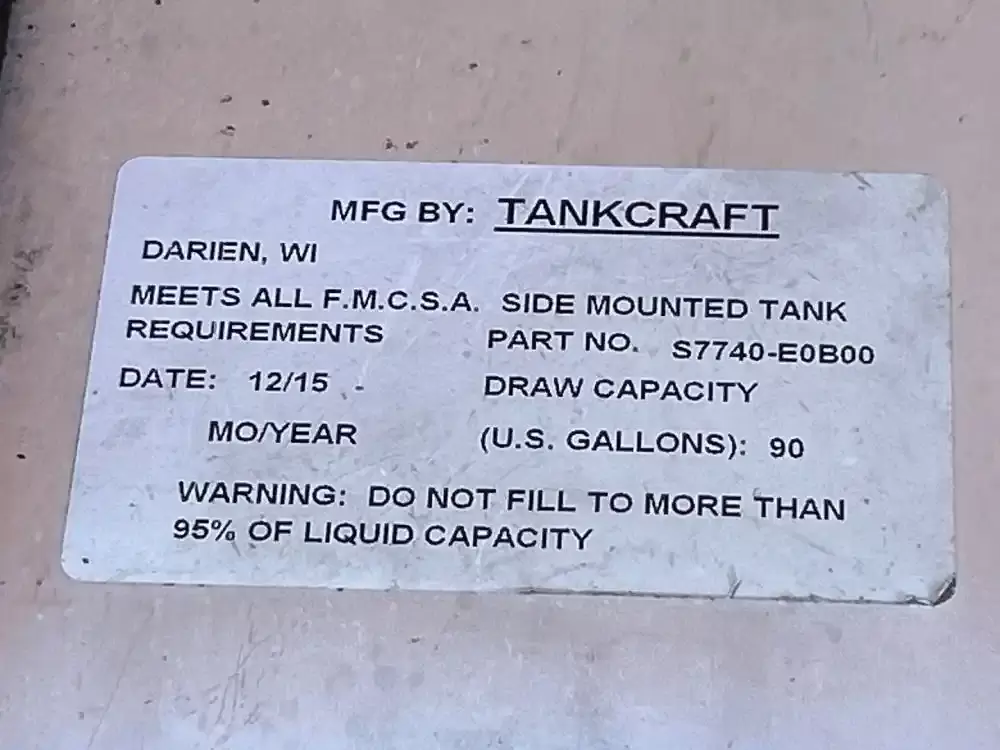 MFG BY: TANKCRAFT
DARIEN, WI
MEETS ALL F.M.C.S.A. SIDE MOUNTED TANK
REQUIREMENTS PART NO. S7740-E0B00
DATE: 12/15 - DRAW CAPACITY
MO/YEAR (U.S. GALLONS): 90
WARNING: DO NOT FILL TO MORE THAN
95% OF LIQUID CAPACITY